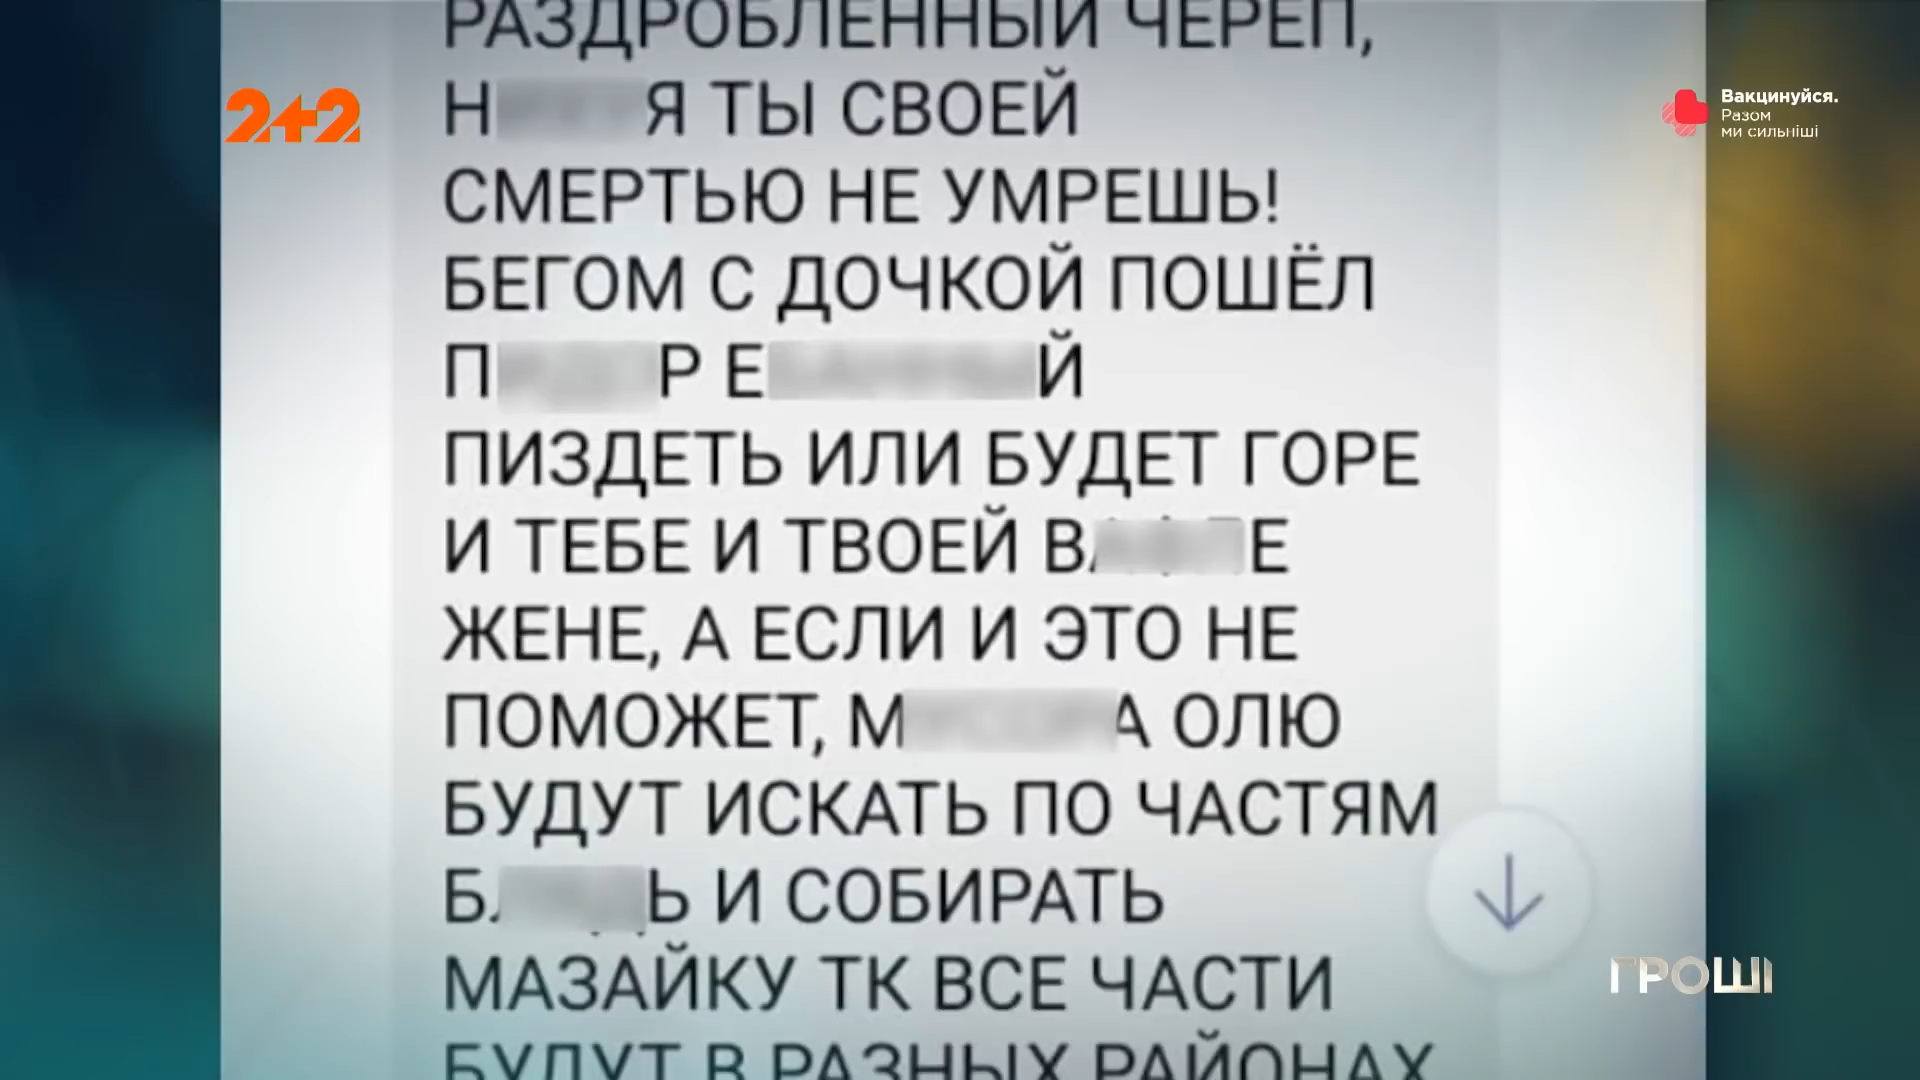 РАЗДРОБЛЕННЫЙ ЧЕРЕП,
Я ТЫ СВОЕЙ
СМЕРТЬЮ НЕ УМРЕШЬ!
БЕГОМ С ДОЧКОЙ ПОШЁЛ
ПИЗДЕТЬ ИЛИ БУДЕТ ГОРЕ
И ТЕБЕ И ТВОЕЙ
ЖЕНЕ, А ЕСЛИ И ЭТО НЕ
ПОМОЖЕТ, ОЛЮ
БУДУТ ИСКАТЬ ПО ЧАСТЯМ
И СОБИРАТЬ
МАЗАЙКУ ТК ВСЕ ЧАСТИ
БУДУТ В РАЗНЫХ РАЙОНАХ
2+2
Вакцинуйся.
Разом
ми сильніші
ГРОШІ